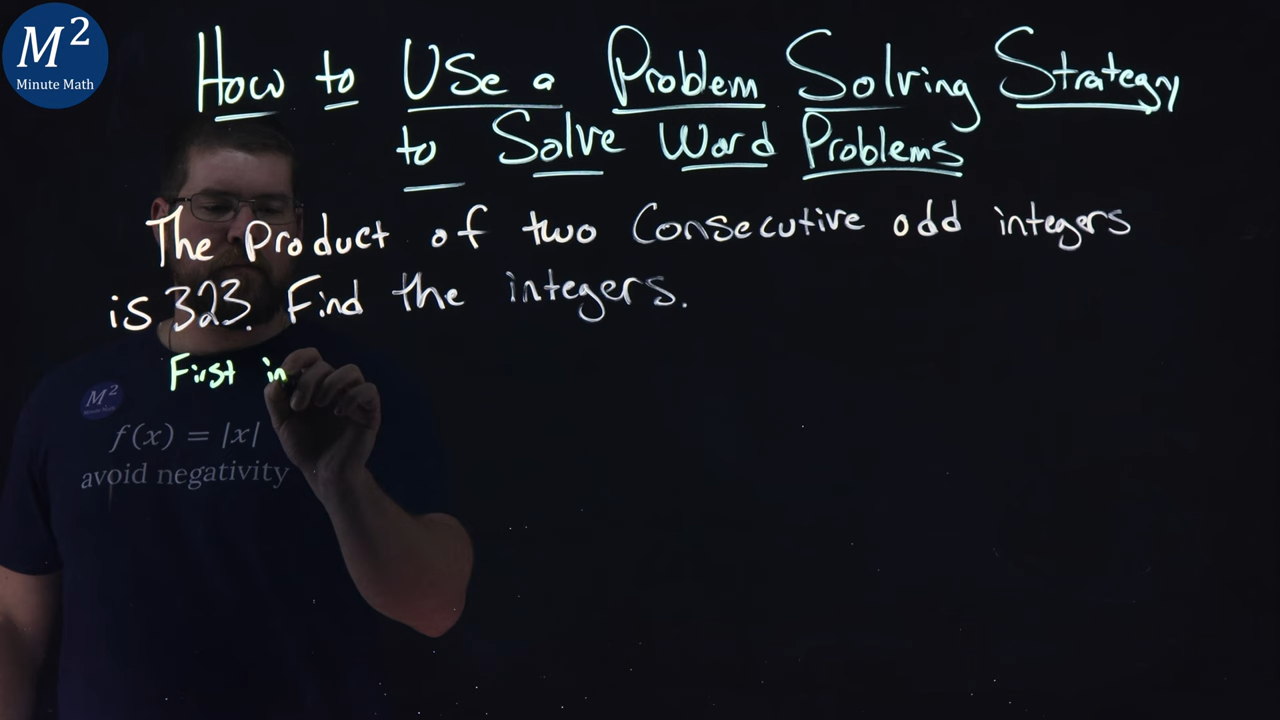 M²
Minute Math
How to Use a Problem Solving Strategy
to Solve Word Problems
The Product of two Consecutive odd integers
is 323. Find the integers.
First in
M²
Minute Math
f(x) = |x|
avoid negativity